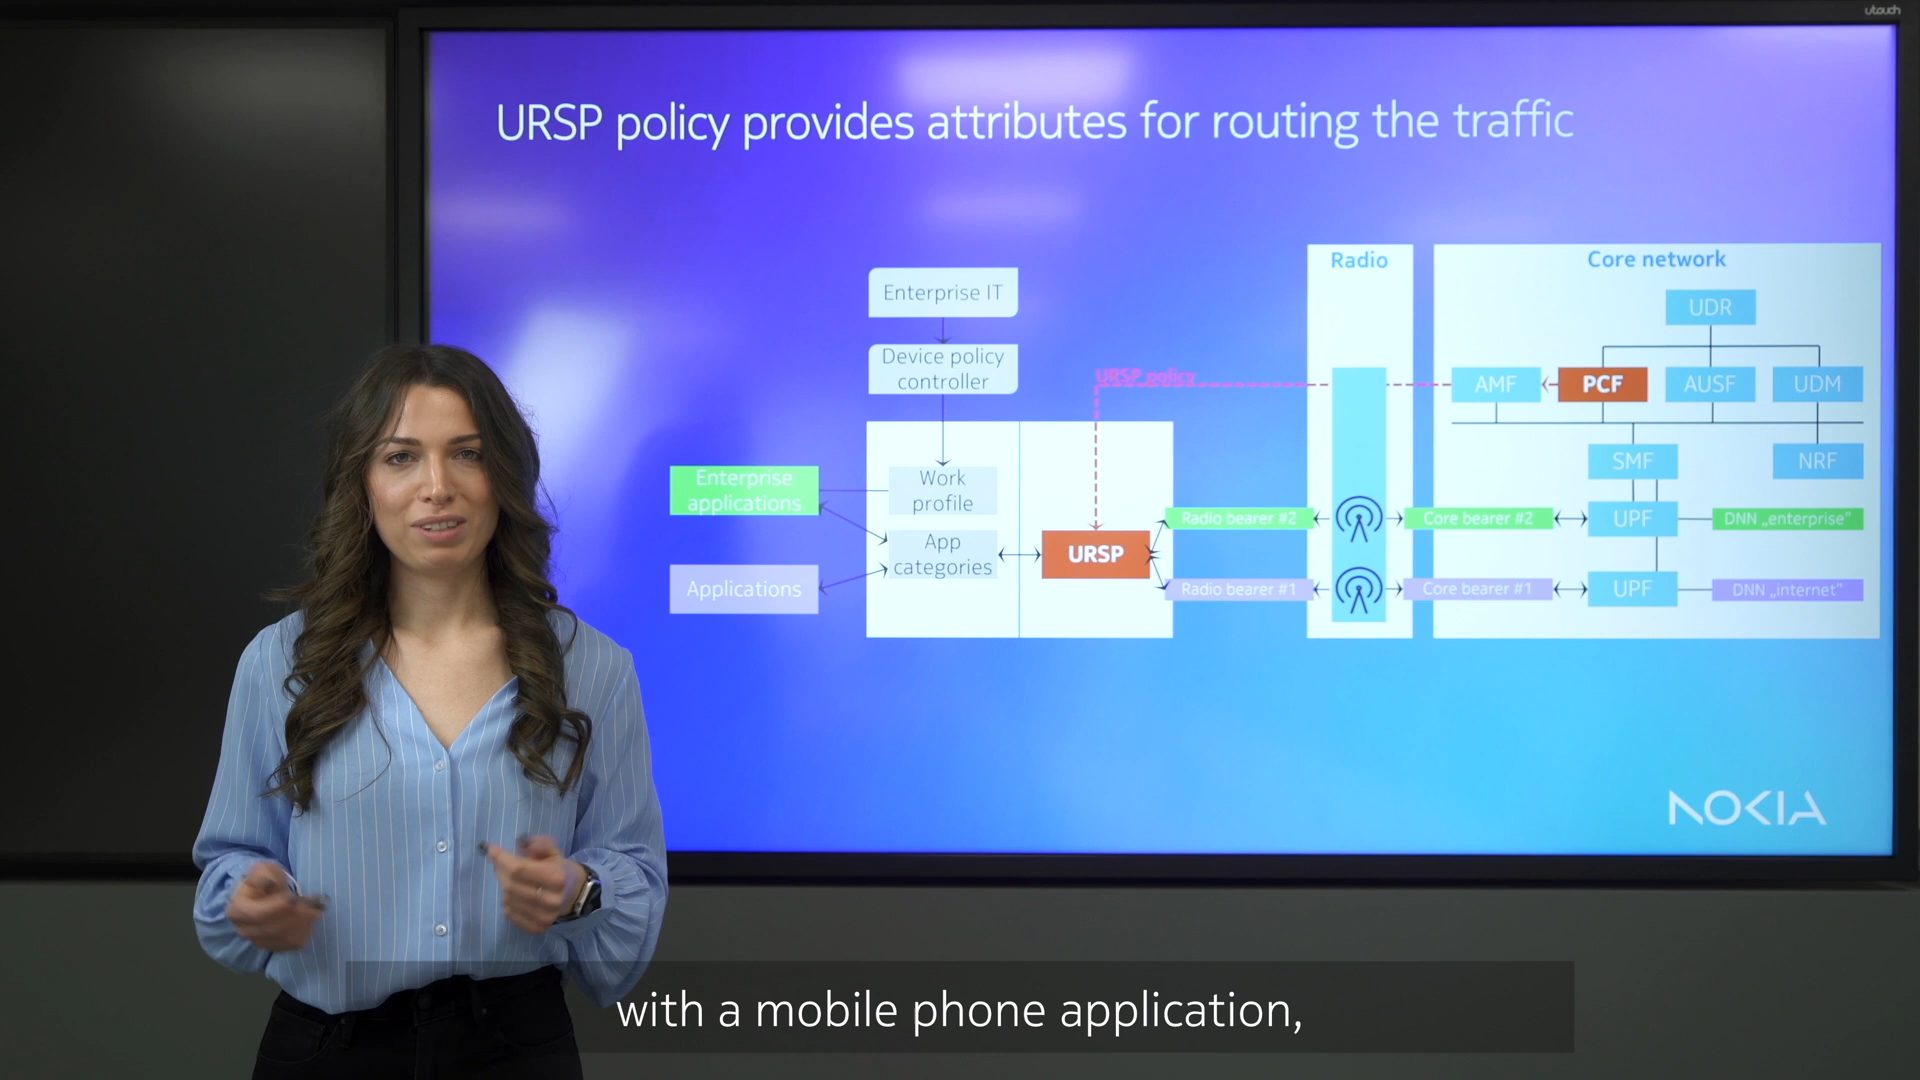 utouch
URSP policy provides attributes for routing the traffic
Radio
Core network
Enterprise IT
UDR
Device policy
controller
URSP policy
AMF
PCF
AUSF
UDM
Enterprise
applications
Work
profile
SMF
NRF
Radio bearer #2
Core bearer #2
UPF
DNN „enterprise”
App
categories
URSP
Applications
Radio bearer #1
Core bearer #1
UPF
DNN „internet”
NOKIA
with a mobile phone application,